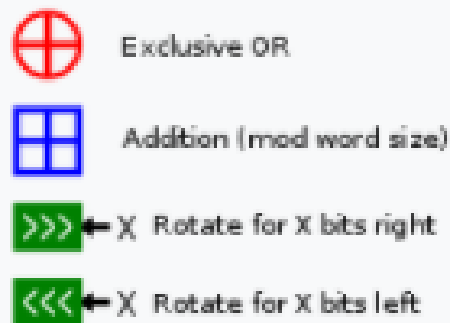 Exclusive OR
Addition (mod word size)
>>> X Rotate for X bits right
<<< X Rotate for X bits left